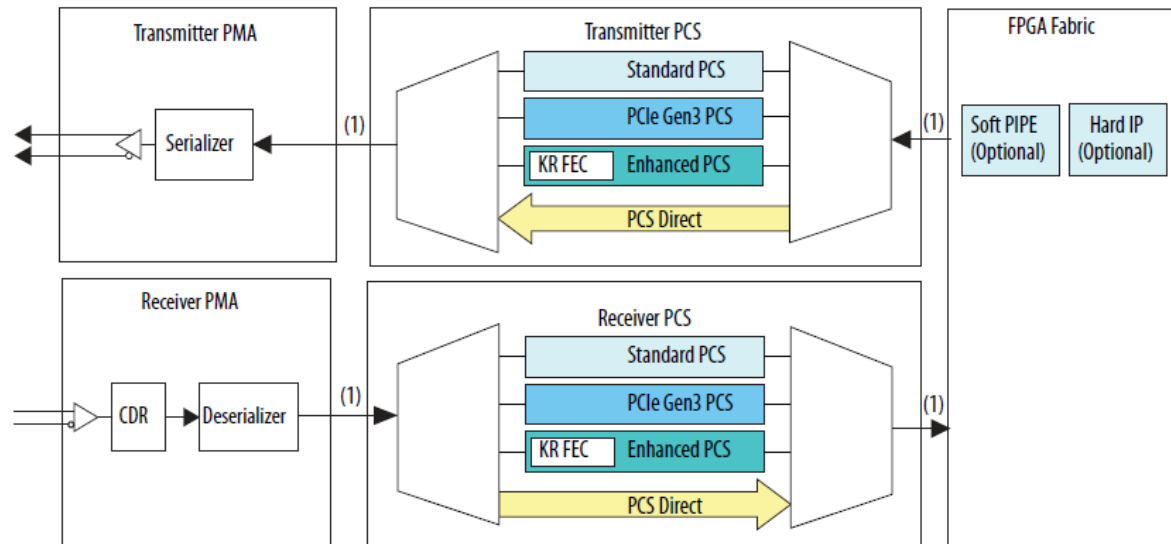 Transmitter PMA
Serializer
(1)
Transmitter PCS
Standard PCS
PCIe Gen3 PCS
KR FEC
Enhanced PCS
PCS Direct
(1)
FPGA Fabric
Soft PIPE
(Optional)
Hard IP
(Optional)
Receiver PMA
CDR
Deserializer
(1)
Receiver PCS
Standard PCS
PCIe Gen3 PCS
KR FEC
Enhanced PCS
PCS Direct
(1)